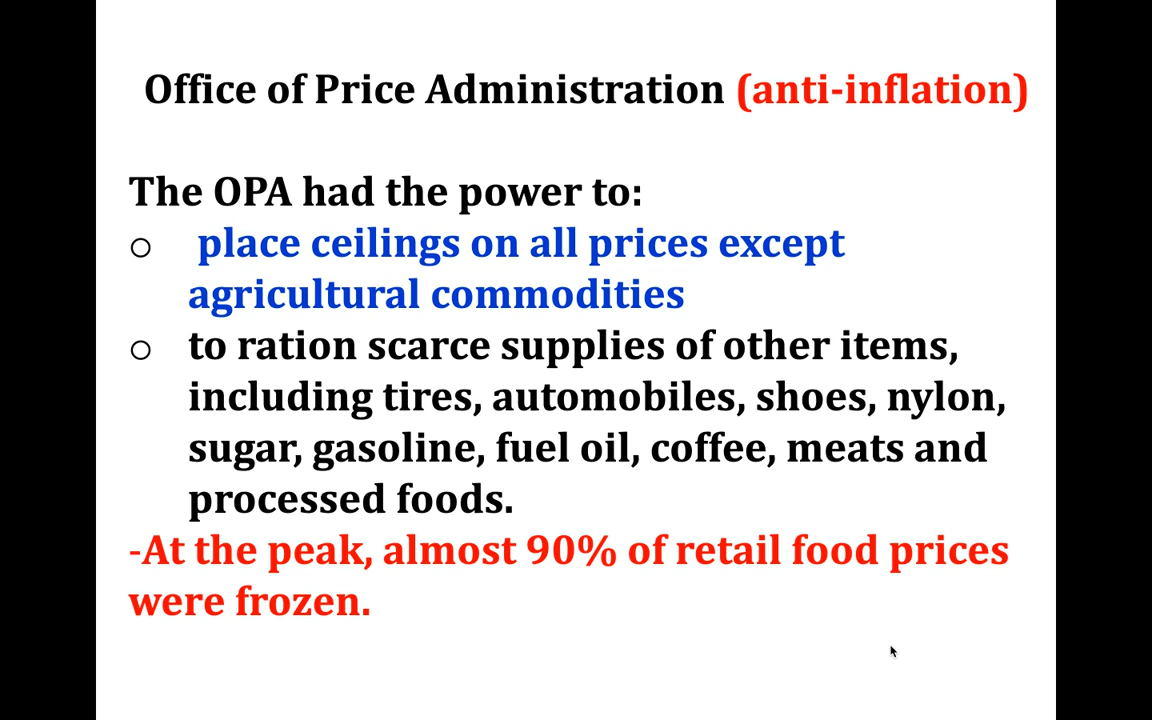 Office of Price Administration (anti-inflation)
The OPA had the power to:
○ place ceilings on all prices except
agricultural commodities
○ to ration scarce supplies of other items,
including tires, automobiles, shoes, nylon,
sugar, gasoline, fuel oil, coffee, meats and
processed foods.
-At the peak, almost 90% of retail food prices
were frozen.